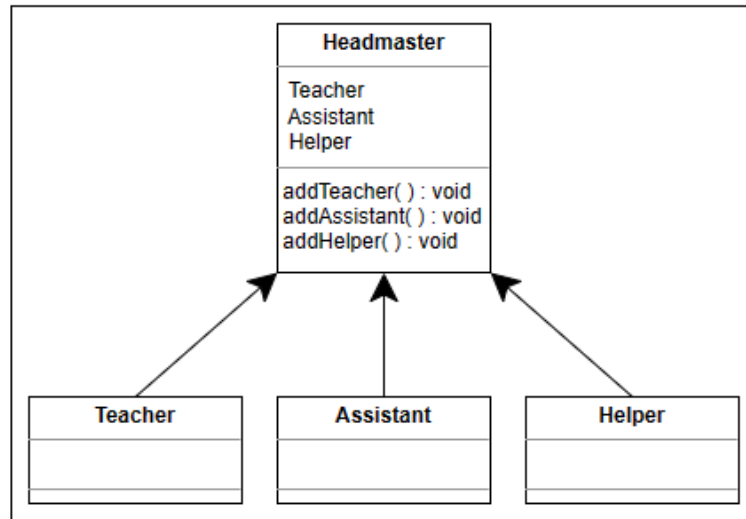 Headmaster
Teacher
Assistant
Helper
addTeacher( ) : void
addAssistant( ) : void
addHelper( ) : void
Teacher
Assistant
Helper